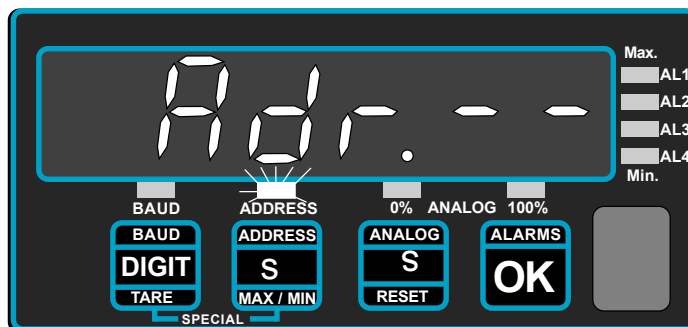 Adr.--
Max.
AL1
AL2
AL3
AL4
Min.
BAUD ADDRESS 0% ANALOG 100%
BAUD ADDRESS ANALOG ALARMS
DIGIT S S OK
TARE MAX / MIN RESET
SPECIAL